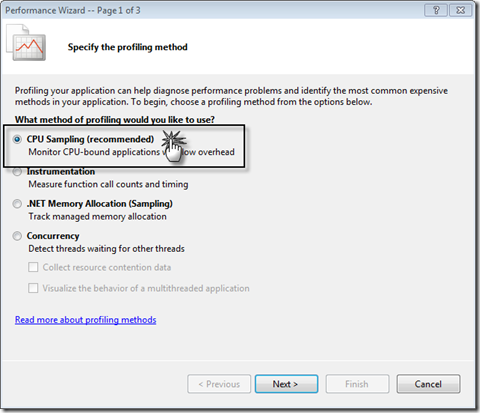 Performance Wizard -- Page 1 of 3
Specify the profiling method
Profiling your application can help diagnose performance problems and identify the most common expensive
methods in your application. To begin, choose a profiling method from the options below.
What method of profiling would you like to use?
CPU Sampling (recommended)
Monitor CPU-bound applications low overhead
Instrumentation
Measure function call counts and timing
.NET Memory Allocation (Sampling)
Track managed memory allocation
Concurrency
Detect threads waiting for other threads
Collect resource contention data
Visualize the behavior of a multithreaded application
Read more about profiling methods
< Previous
Next >
Finish
Cancel